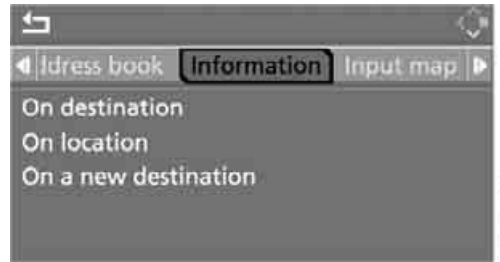 ldress book Information Input map
On destination
On location
On a new destination